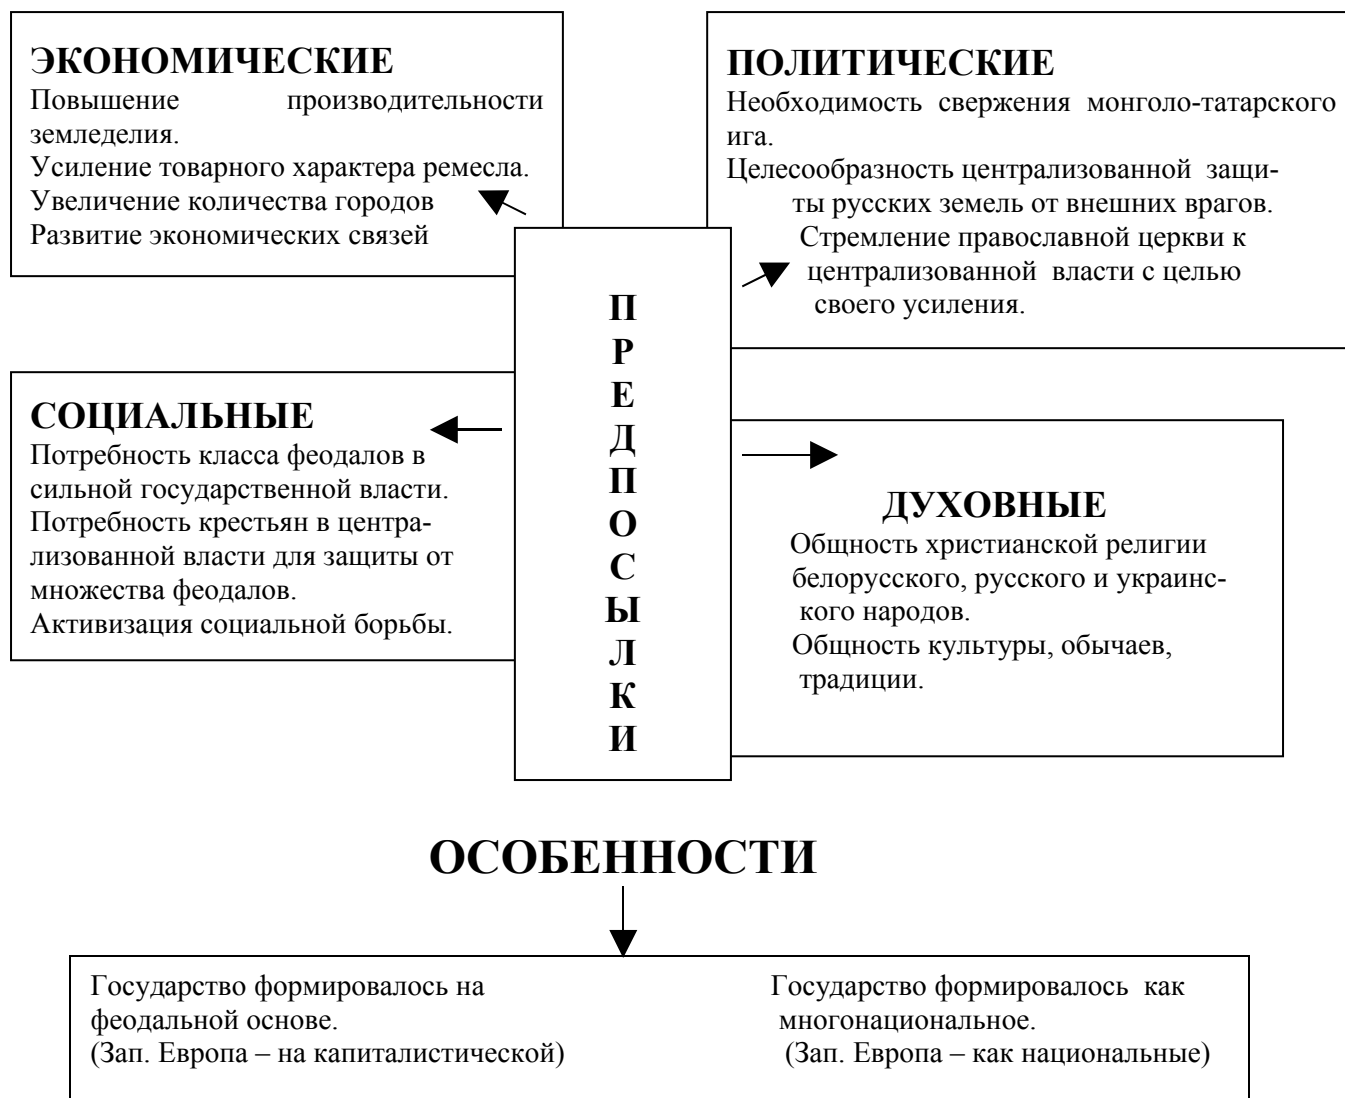 ЭКОНОМИЧЕСКИЕ
Повышение производительности
земледелия.
Усиление товарного характера ремесла.
Увеличение количества городов
Развитие экономических связей
ПОЛИТИЧЕСКИЕ
Необходимость свержения монголо-татарского
ига.
Целесообразность централизованной защи-
ты русских земель от внешних врагов.
Стремление православной церкви к
централизованной власти с целью
своего усиления.
П
Р
Е
Д
П
О
С
Ы
Л
К
И
СОЦИАЛЬНЫЕ
Потребность класса феодалов в
сильной государственной власти.
Потребность крестьян в центра-
лизованной власти для защиты от
множества феодалов.
Активизация социальной борьбы.
ДУХОВНЫЕ
Общность христианской религии
белорусского, русского и украинс-
кого народов.
Общность культуры, обычаев,
традиции.
ОСОБЕННОСТИ
Государство формировалось на
феодальной основе.
(Зап. Европа – на капиталистической)
Государство формировалось как
многонациональное.
(Зап. Европа – как национальные)